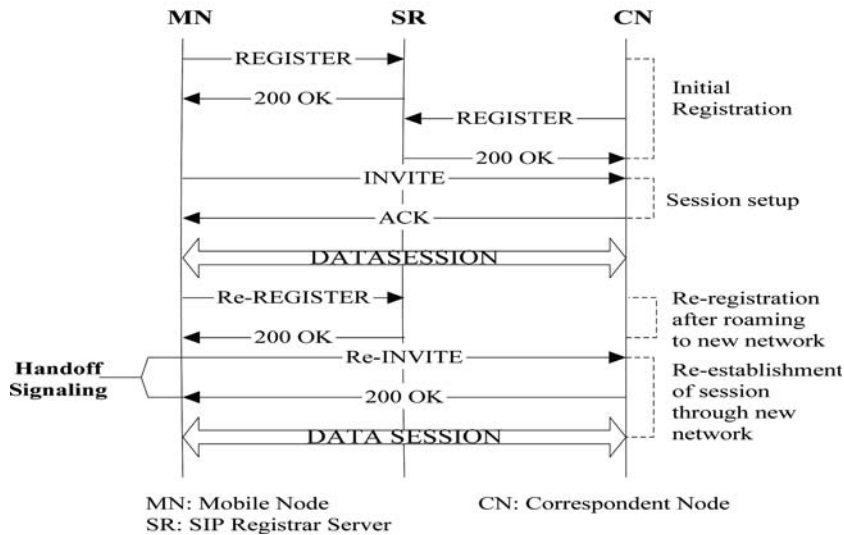 MN SR CN
REGISTER
200 OK
REGISTER
200 OK
Initial
Registration
INVITE
ACK
Session setup
DATASESSION
Re-REGISTER
200 OK
Re-registration
after roaming
to new network
Handoff
Signaling
Re-INVITE
200 OK
Re-establishment
of session
through new
network
DATA SESSION
MN: Mobile Node
SR: SIP Registrar Server
CN: Correspondent Node